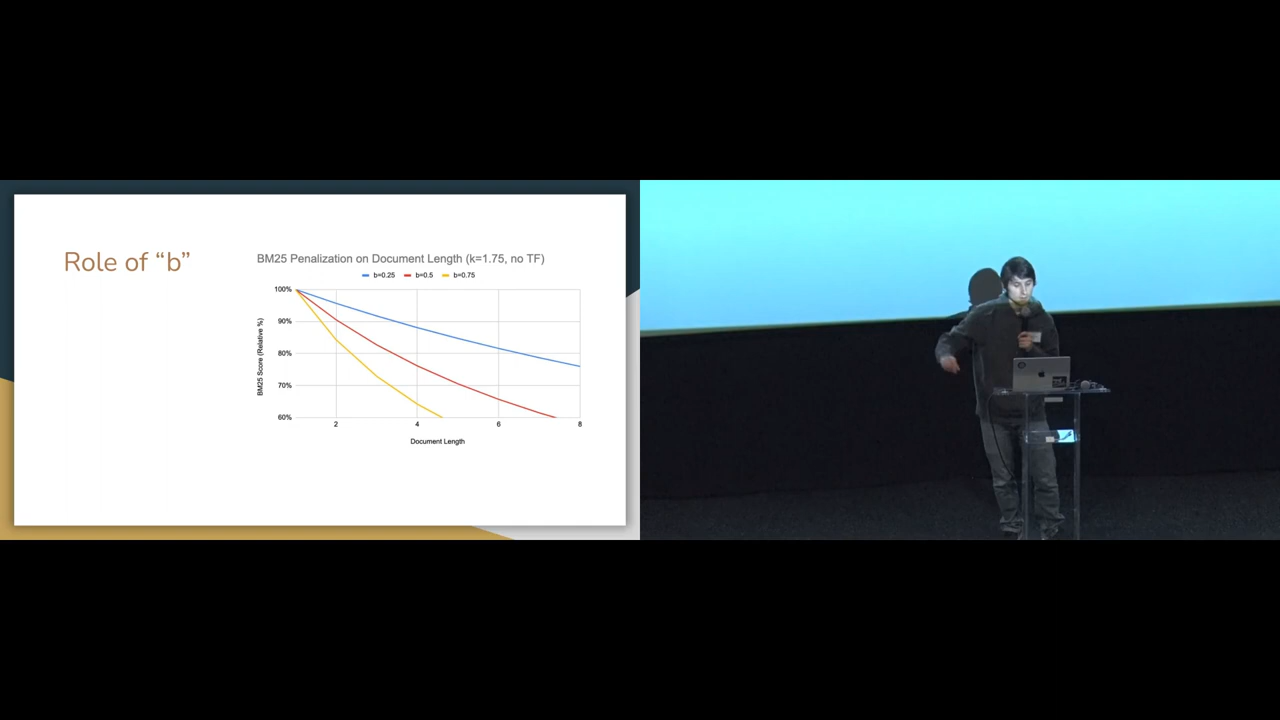 Role of “b”
BM25 Penalization on Document Length (k=1.75, no TF)
b=0.25 b=0.5 b=0.75
100%
90%
80%
70%
60%
BM25 Score (Relative %)
2 4 6 8
Document Length